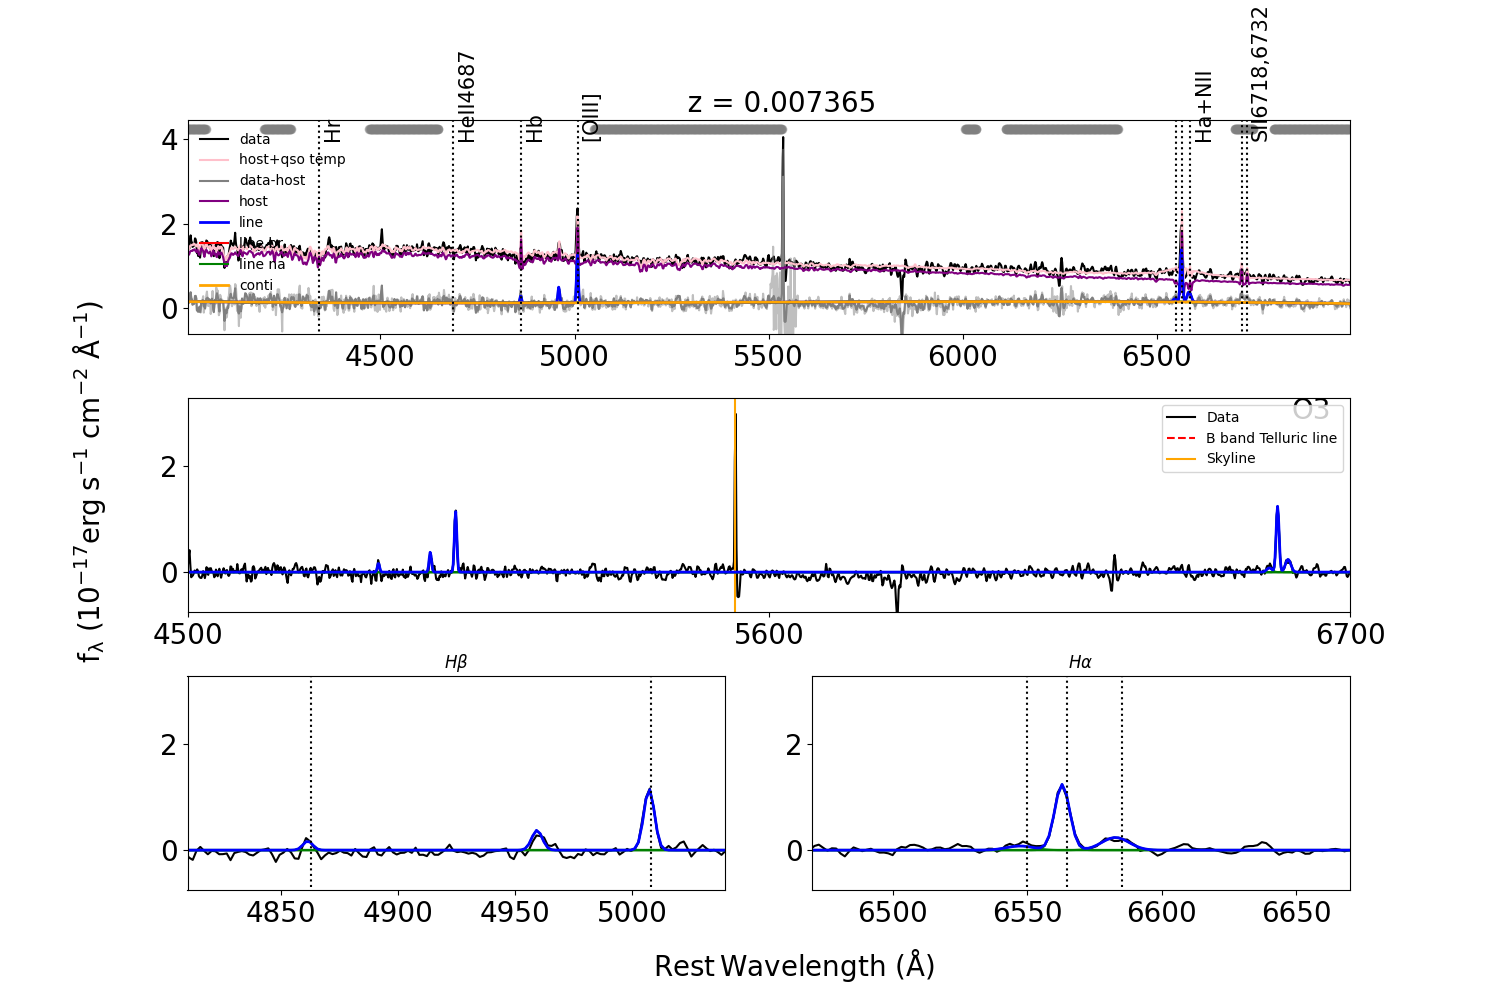 z = 0.007365
Hr
HeII4687
Hb
[OIII]
Ha+NII
SII6718,6732
data
host+qso temp
data-host
host
line
line br
line na
conti
4
2
0
4500 5000 5500 6000 6500
fλ (10⁻¹⁷erg s⁻¹ cm⁻² Å⁻¹)
O3
Data
B band Telluric line
Skyline
2
0
4500 5600 6700
Hβ
2
0
4850 4900 4950 5000
Hα
2
0
6500 6550 6600 6650
Rest Wavelength (Å)